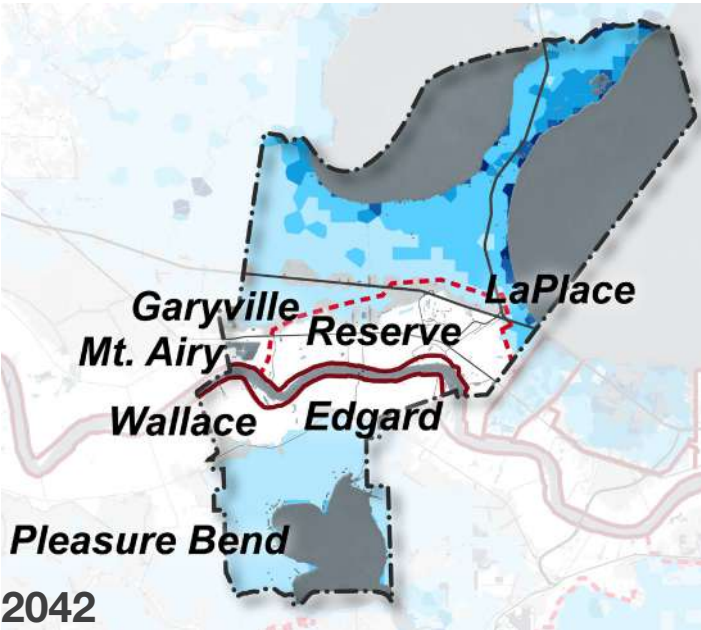 LaPlace
Garyville
Reserve
Mt. Airy
Wallace
Edgard
Pleasure Bend
2042